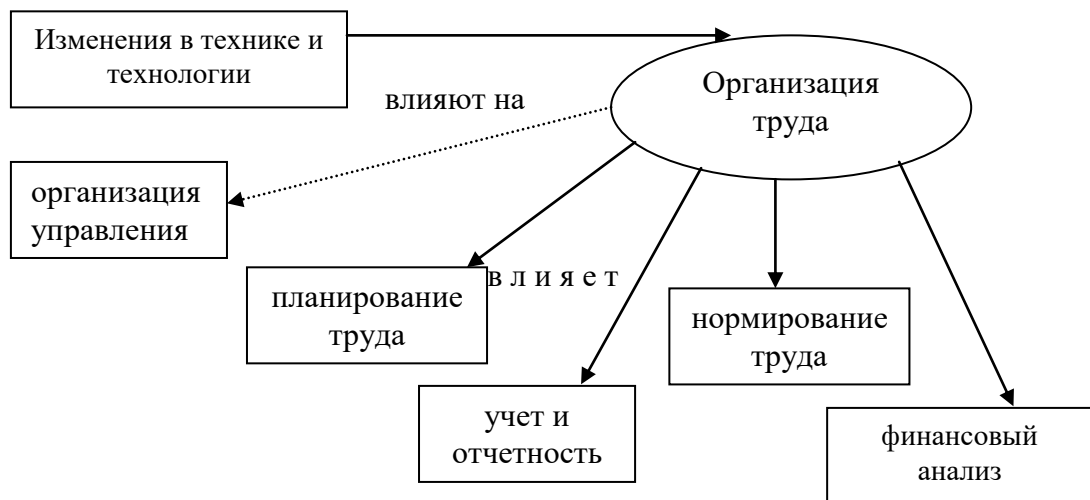 Изменения в технике и
технологии
Организация
труда
влияют на
организация
управления
в л и я е т
планирование
труда
нормирование
труда
учет и
отчетность
финансовый
анализ